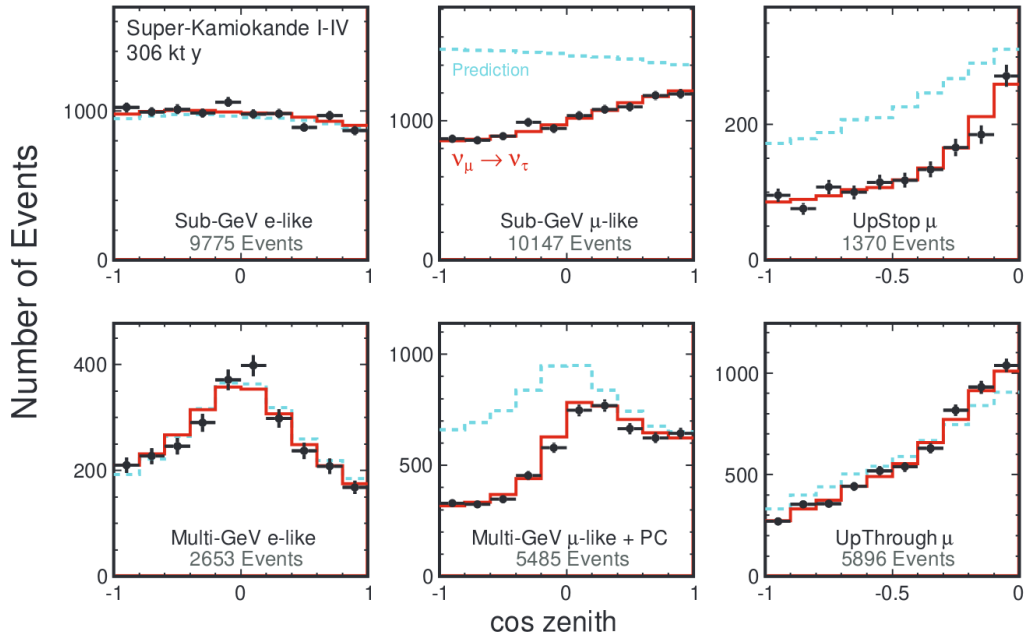 Number of Events
Super-Kamiokande I-IV
306 kt y
1000
0
Sub-GeV e-like
9775 Events
-1 0 1
Prediction
1000
0
νμ → ντ
Sub-GeV μ-like
10147 Events
-1 0 1
200
0
UpStop μ
1370 Events
-1 -0.5 0
400
200
0
Multi-GeV e-like
2653 Events
-1 0 1
1000
500
0
Multi-GeV μ-like + PC
5485 Events
-1 0 1
1000
500
0
UpThrough μ
5896 Events
-1 -0.5 0
cos zenith